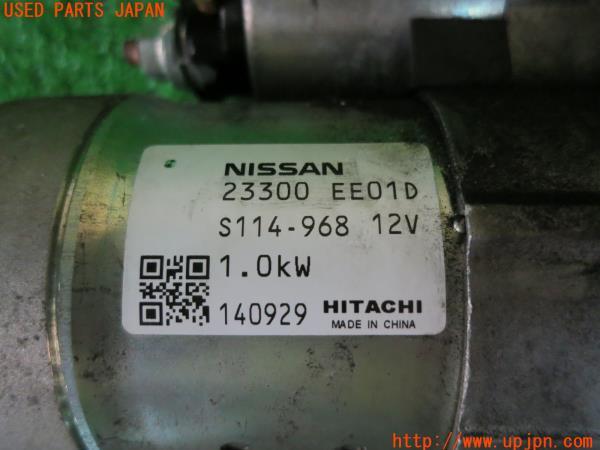 USED PARTS JAPAN
NISSAN
23300 EE01D
S114-968 12V
1.0kW
140929 HITACHI
MADE IN CHINA
http://www.upjpn.com/